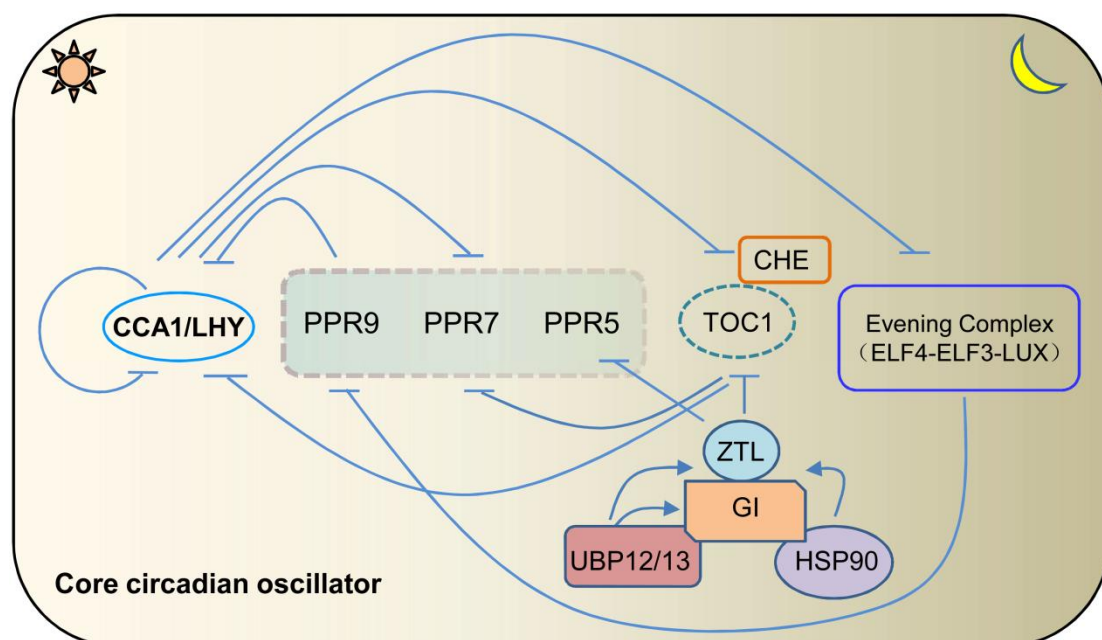 CHE
CCA1/LHY
PPR9
PPR7
PPR5
TOC1
Evening Complex
（ELF4-ELF3-LUX）
ZTL
GI
UBP12/13
HSP90
Core circadian oscillator